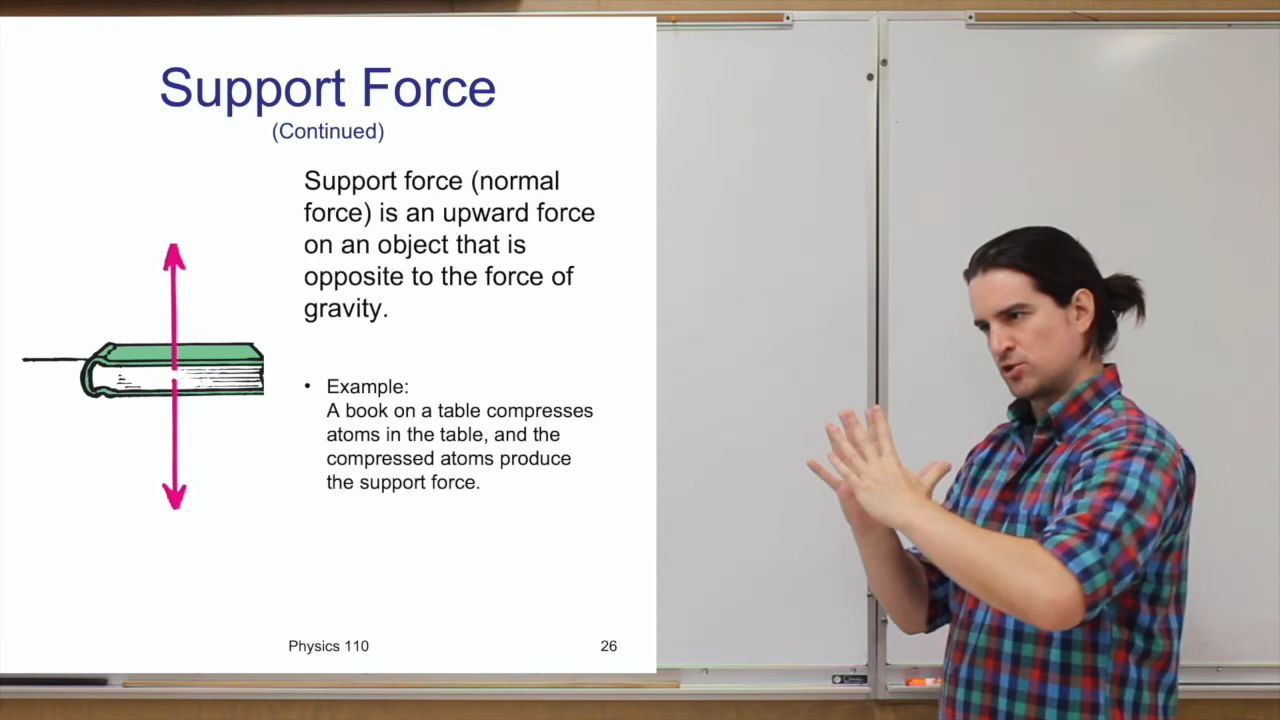 Support Force
(Continued)
Support force (normal
force) is an upward force
on an object that is
opposite to the force of
gravity.
• Example:
A book on a table compresses
atoms in the table, and the
compressed atoms produce
the support force.
Physics 110
26